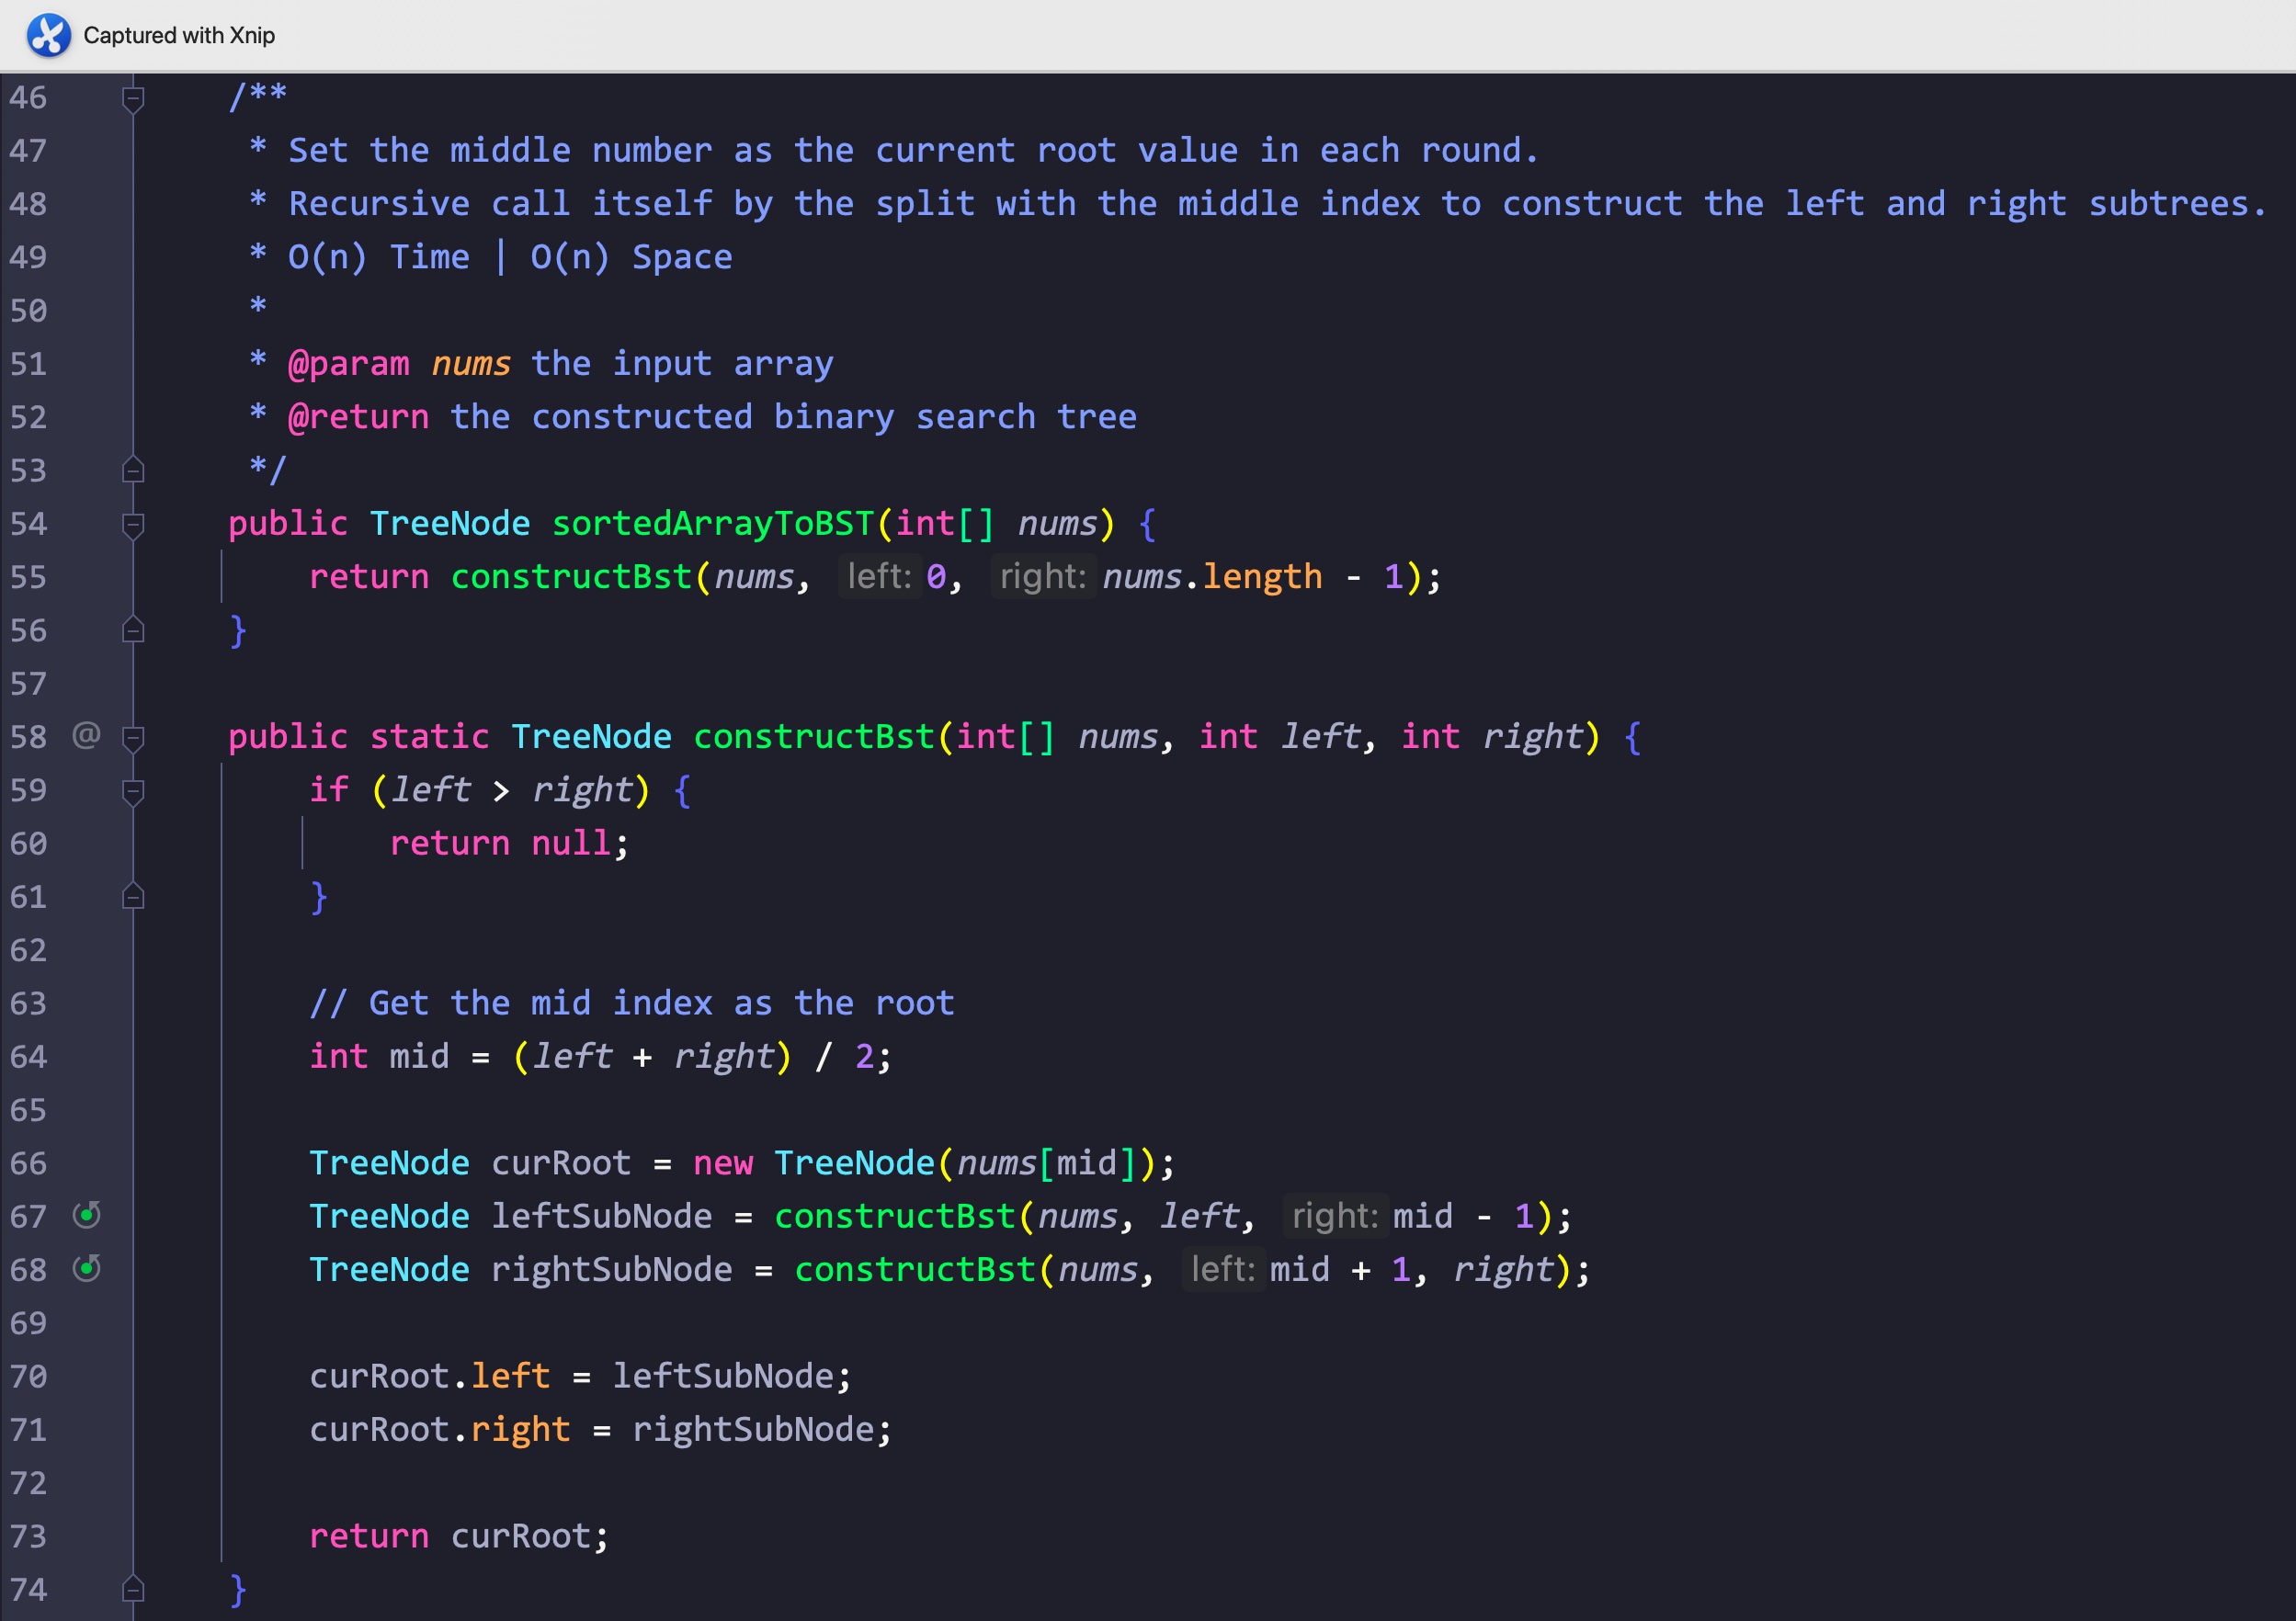 Captured with Xnip
46 /**
47 * Set the middle number as the current root value in each round.
48 * Recursive call itself by the split with the middle index to construct the left and right subtrees.
49 * O(n) Time | O(n) Space
50 *
51 * @param nums the input array
52 * @return the constructed binary search tree
53 */
54 public TreeNode sortedArrayToBST(int[] nums) {
55 return constructBst(nums, left: 0, right: nums.length - 1);
56 }
57
58 @ public static TreeNode constructBst(int[] nums, int left, int right) {
59 if (left > right) {
60 return null;
61 }
62
63 // Get the mid index as the root
64 int mid = (left + right) / 2;
65
66 TreeNode curRoot = new TreeNode(nums[mid]);
67 TreeNode leftSubNode = constructBst(nums, left, right: mid - 1);
68 TreeNode rightSubNode = constructBst(nums, left: mid + 1, right);
69
70 curRoot.left = leftSubNode;
71 curRoot.right = rightSubNode;
72
73 return curRoot;
74 }